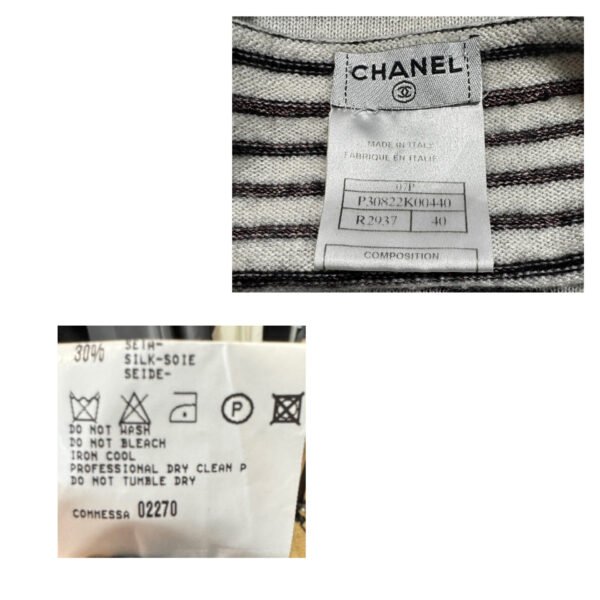 CHANEL
MADE IN ITALY
FABRIQUE EN ITALIE
07P
P30822K00440
R2937 40
COMPOSITION
30% SETA-
SILK-SOIE
SEIDE-
P
DO NOT WASH
DO NOT BLEACH
IRON COOL
PROFESSIONAL DRY CLEAN P
DO NOT TUMBLE DRY
COMMESSA 02270